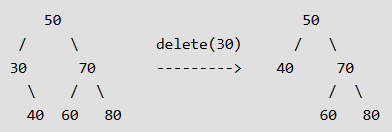 50                              50
/     \        delete(30)        /   \
30      70      --------->      40    70
\    /  \                          /  \
40  60   80                       60   80